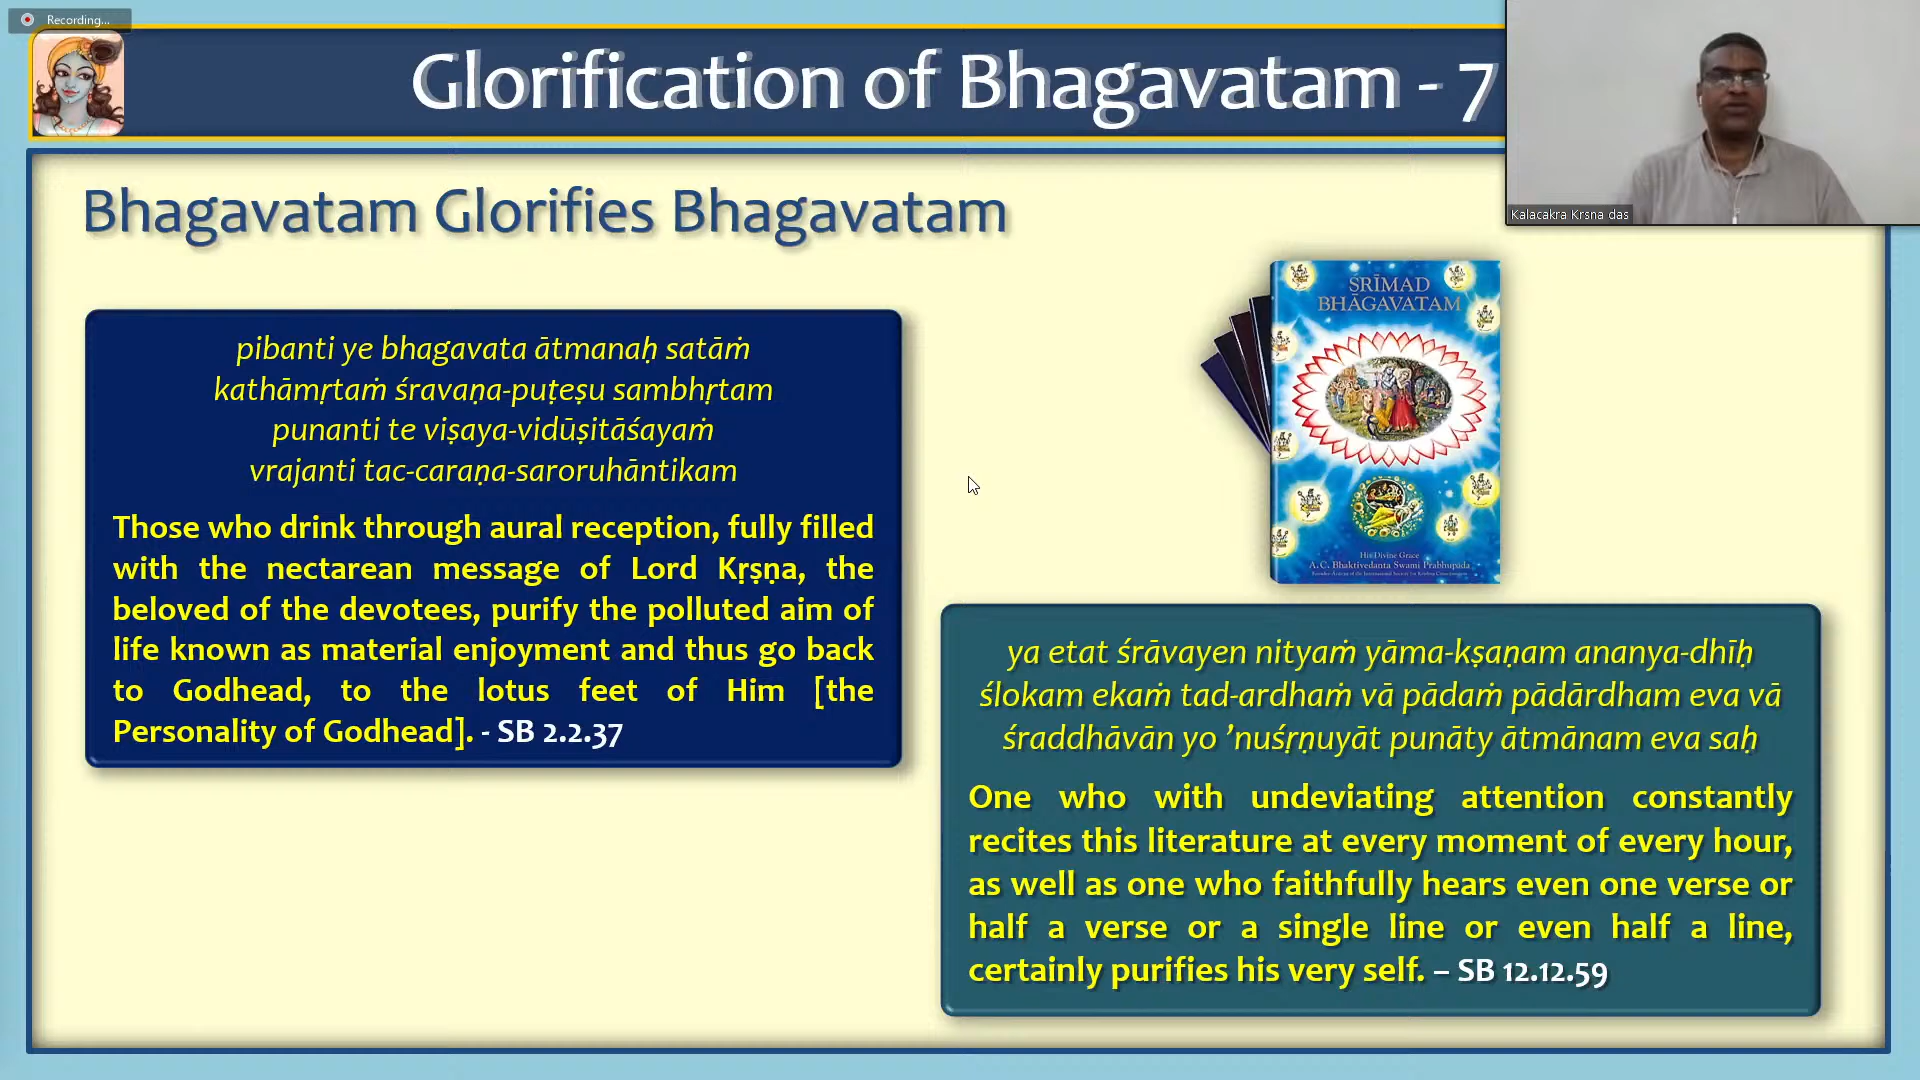 Recording...
Glorification of Bhagavatam - 7
Kalacakra Krsna das
Bhagavatam Glorifies Bhagavatam
pibanti ye bhagavata ātmanaḥ satāṁ
kathāmṛtaṁ śravaṇa-puṭeṣu sambhṛtam
punanti te viṣaya-vidūṣitāśayaṁ
vrajanti tac-caraṇa-saroruhāntikam
Those who drink through aural reception, fully filled
with the nectarean message of Lord Kṛṣṇa, the
beloved of the devotees, purify the polluted aim of
life known as material enjoyment and thus go back
to Godhead, to the lotus feet of Him [the
Personality of Godhead]. - SB 2.2.37
ŚRĪMAD
BHĀGAVATAM
His Divine Grace
A.C. Bhaktivedanta Swami Prabhupāda
ya etat śrāvayen nityaṁ yāma-kṣaṇam ananya-dhīḥ
ślokam ekaṁ tad-ardhaṁ vā pādaṁ pādārdham eva vā
śraddhāvān yo ’nuśṛṇuyāt punāty ātmānam eva saḥ
One who with undeviating attention constantly
recites this literature at every moment of every hour,
as well as one who faithfully hears even one verse or
half a verse or a single line or even half a line,
certainly purifies his very self. – SB 12.12.59